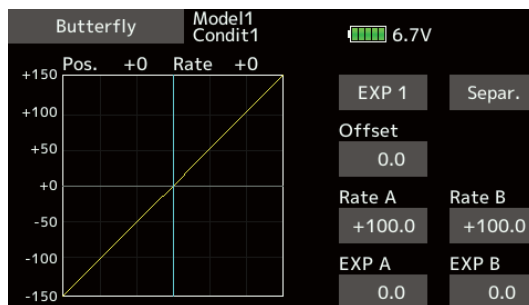 Butterfly
Model1
Condit1
6.7V
Pos. +0 Rate +0
+150
+100
+50
+0
-50
-100
-150
EXP 1
Separ.
Offset
0.0
Rate A
Rate B
+100.0
+100.0
EXP A
EXP B
0.0
0.0